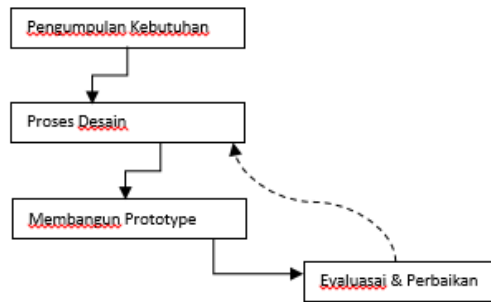 Pengumpulan Kebutuhan
Proses Desain
Membangun Prototype
Evaluasai & Perbaikan